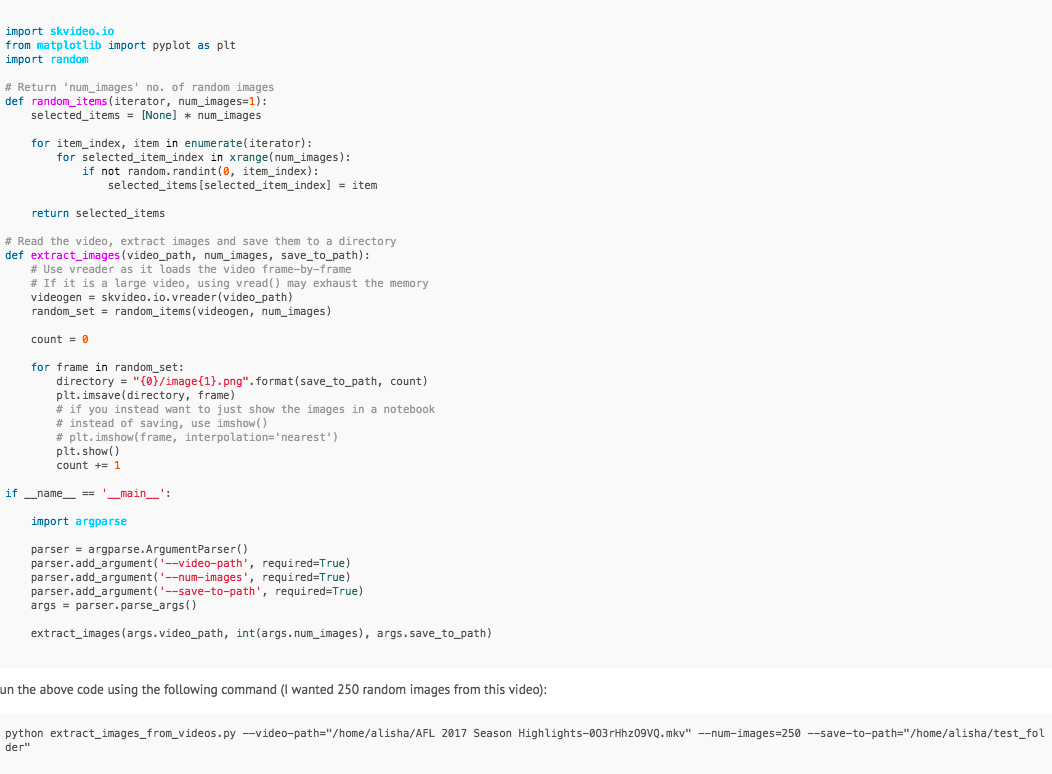 import skvideo.io
from matplotlib import pyplot as plt
import random
# Return 'num_images' no. of random images
def random_items(iterator, num_images=1):
    selected_items = [None] * num_images
    for item_index, item in enumerate(iterator):
        for selected_item_index in xrange(num_images):
            if not random.randint(0, item_index):
                selected_items[selected_item_index] = item
    return selected_items
# Read the video, extract images and save them to a directory
def extract_images(video_path, num_images, save_to_path):
    # Use vreader as it loads the video frame-by-frame
    # If it is a large video, using vread() may exhaust the memory
    videogen = skvideo.io.vreader(video_path)
    random_set = random_items(videogen, num_images)
    count = 0
    for frame in random_set:
        directory = "{0}/image{1}.png".format(save_to_path, count)
        plt.imsave(directory, frame)
        # if you instead want to just show the images in a notebook
        # instead of saving, use imshow()
        # plt.imshow(frame, interpolation='nearest')
        plt.show()
        count += 1
if __name__ == '__main__':
    import argparse
    parser = argparse.ArgumentParser()
    parser.add_argument('--video-path', required=True)
    parser.add_argument('--num-images', required=True)
    parser.add_argument('--save-to-path', required=True)
    args = parser.parse_args()
    extract_images(args.video_path, int(args.num_images), args.save_to_path)
un the above code using the following command (I wanted 250 random images from this video):
python extract_images_from_videos.py --video-path="/home/alisha/AFL 2017 Season Highlights-0O3rHhzO9VQ.mkv" --num-images=250 --save-to-path="/home/alisha/test_fol
der"